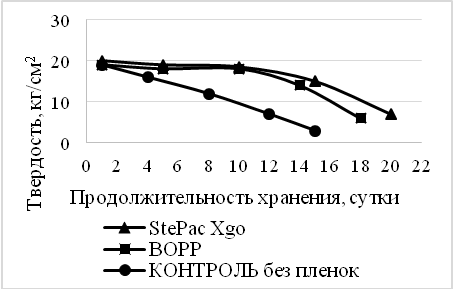 Твердость, кг/см²
30
20
10
0
0 2 4 6 8 10 12 14 16 18 20 22
Продолжительность хранения, сутки
StePac Xgo
BOPP
КОНТРОЛЬ без пленок